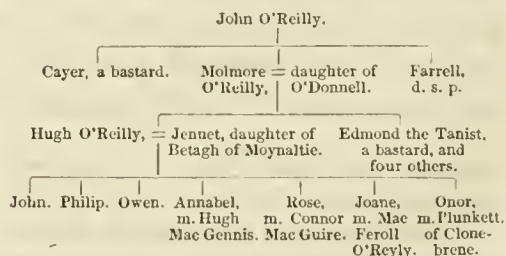 John O'Reilly.
Cayer, a bastard. Molmore = daughter of Farrell,
O'Reilly, O'Donnell. d. s. p.
Hugh O'Reilly, = Jennet, daughter of Edmond the Tanist,
Betagh of Moynaltie. a bastard, and
four others.
John. Philip. Owen. Annabel, Rose, Joane, Onor,
m. Hugh m. Connor m. Mac m. Plunkett,
Mac Gennis. Mac Guire. Feroll of Clone-
O'Reyly. brene.